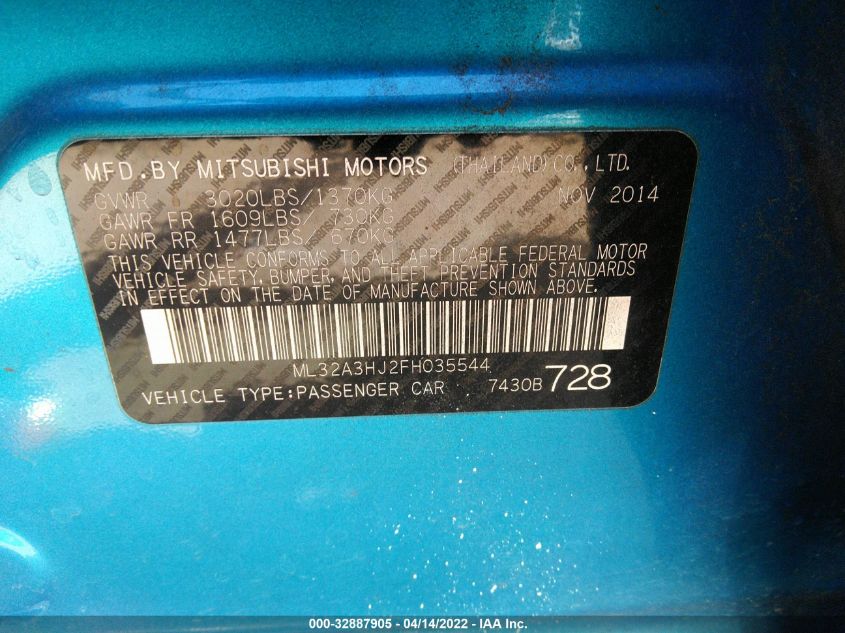 MFD.BY MITSUBISHI MOTORS (THAILAND) CO., LTD.
GVWR 3020LBS/1370KG NOV 2014
GAWR FR 1609LBS/ 730KG
GAWR RR 1477LBS/ 670KG
THIS VEHICLE CONFORMS TO ALL APPLICABLE FEDERAL MOTOR
VEHICLE SAFETY, BUMPER, AND THEFT PREVENTION STANDARDS
IN EFFECT ON THE DATE OF MANUFACTURE SHOWN ABOVE.
ML32A3HJ2FH035544
VEHICLE TYPE:PASSENGER CAR 7430B 728
000-32887905 - 04/14/2022 - IAA Inc.